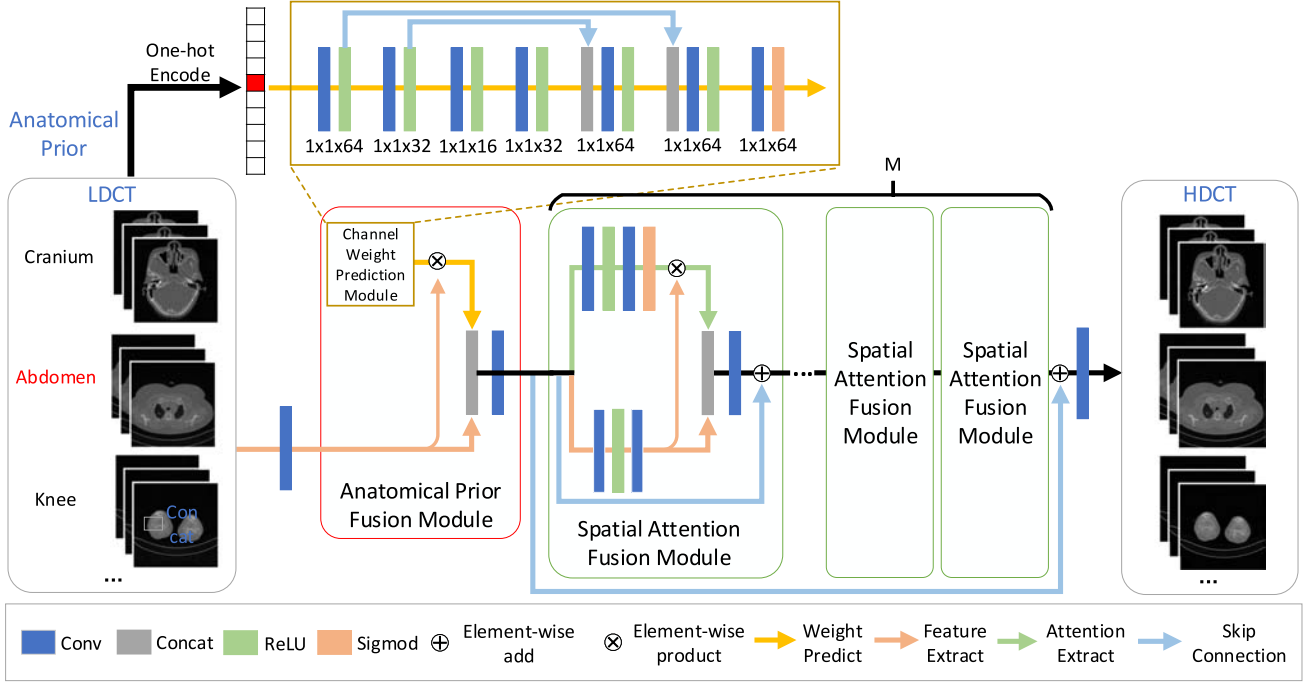 One-hot
Encode
Anatomical
Prior
1x1x64 1x1x32 1x1x16 1x1x32 1x1x64 1x1x64 1x1x64
M
LDCT
Cranium
Abdomen
Knee
Con
cat
...
Channel
Weight
Prediction
Module
Anatomical Prior
Fusion Module
Spatial Attention
Fusion Module
...
Spatial
Attention
Fusion
Module
Spatial
Attention
Fusion
Module
HDCT
...
Conv
Concat
ReLU
Sigmod
Element-wise
add
Element-wise
product
Weight
Predict
Feature
Extract
Attention
Extract
Skip
Connection